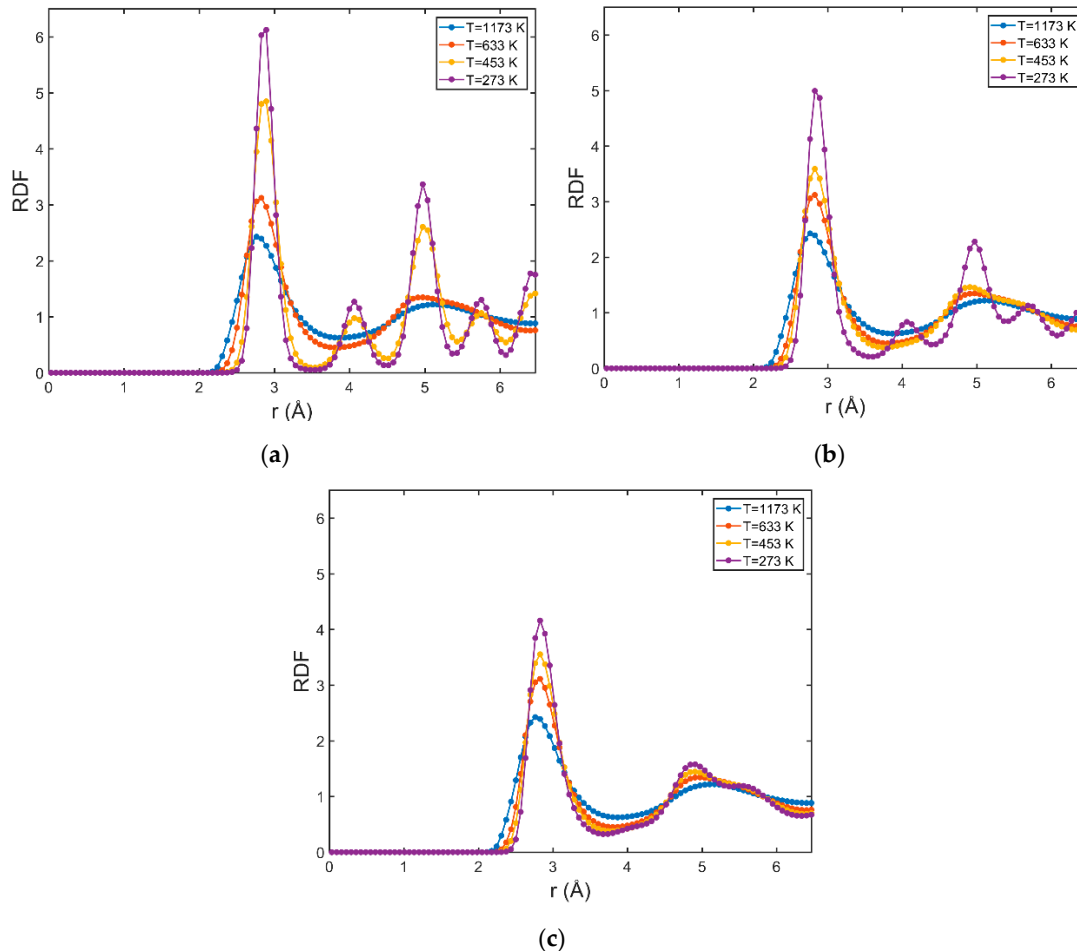 RDF
6
5
4
3
2
1
0
T=1173 K
T=633 K
T=453 K
T=273 K
0 1 2 3 4 5 6
r (Å)
(a)
RDF
6
5
4
3
2
1
0
T=1173 K
T=633 K
T=453 K
T=273 K
0 1 2 3 4 5 6
r (Å)
(b)
RDF
6
5
4
3
2
1
0
T=1173 K
T=633 K
T=453 K
T=273 K
0 1 2 3 4 5 6
r (Å)
(c)